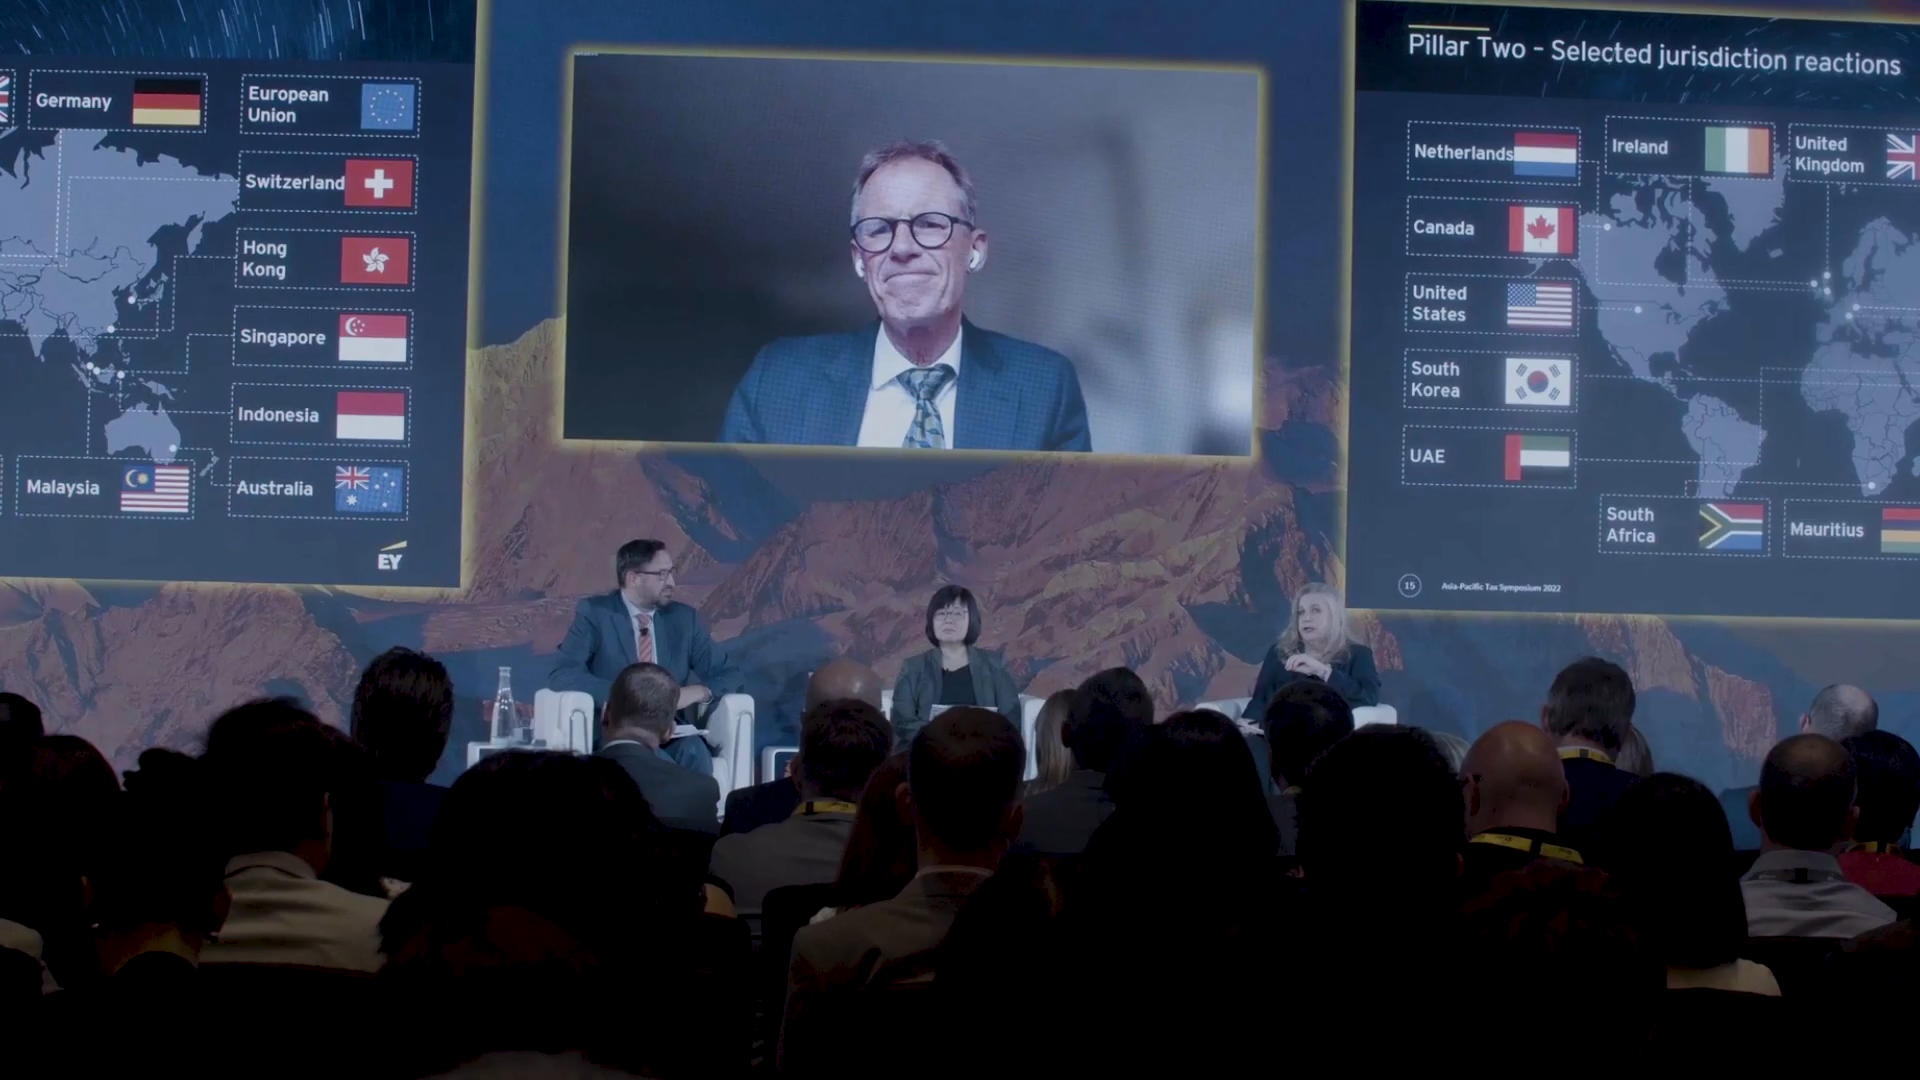 Germany
European
Union
Switzerland
Hong
Kong
Singapore
Indonesia
Malaysia
Australia
EY
Pillar Two - Selected jurisdiction reactions
Netherlands
Ireland
United
Kingdom
Canada
United
States
South
Korea
UAE
South
Africa
Mauritius
15
Asia-Pacific Tax Symposium 2022